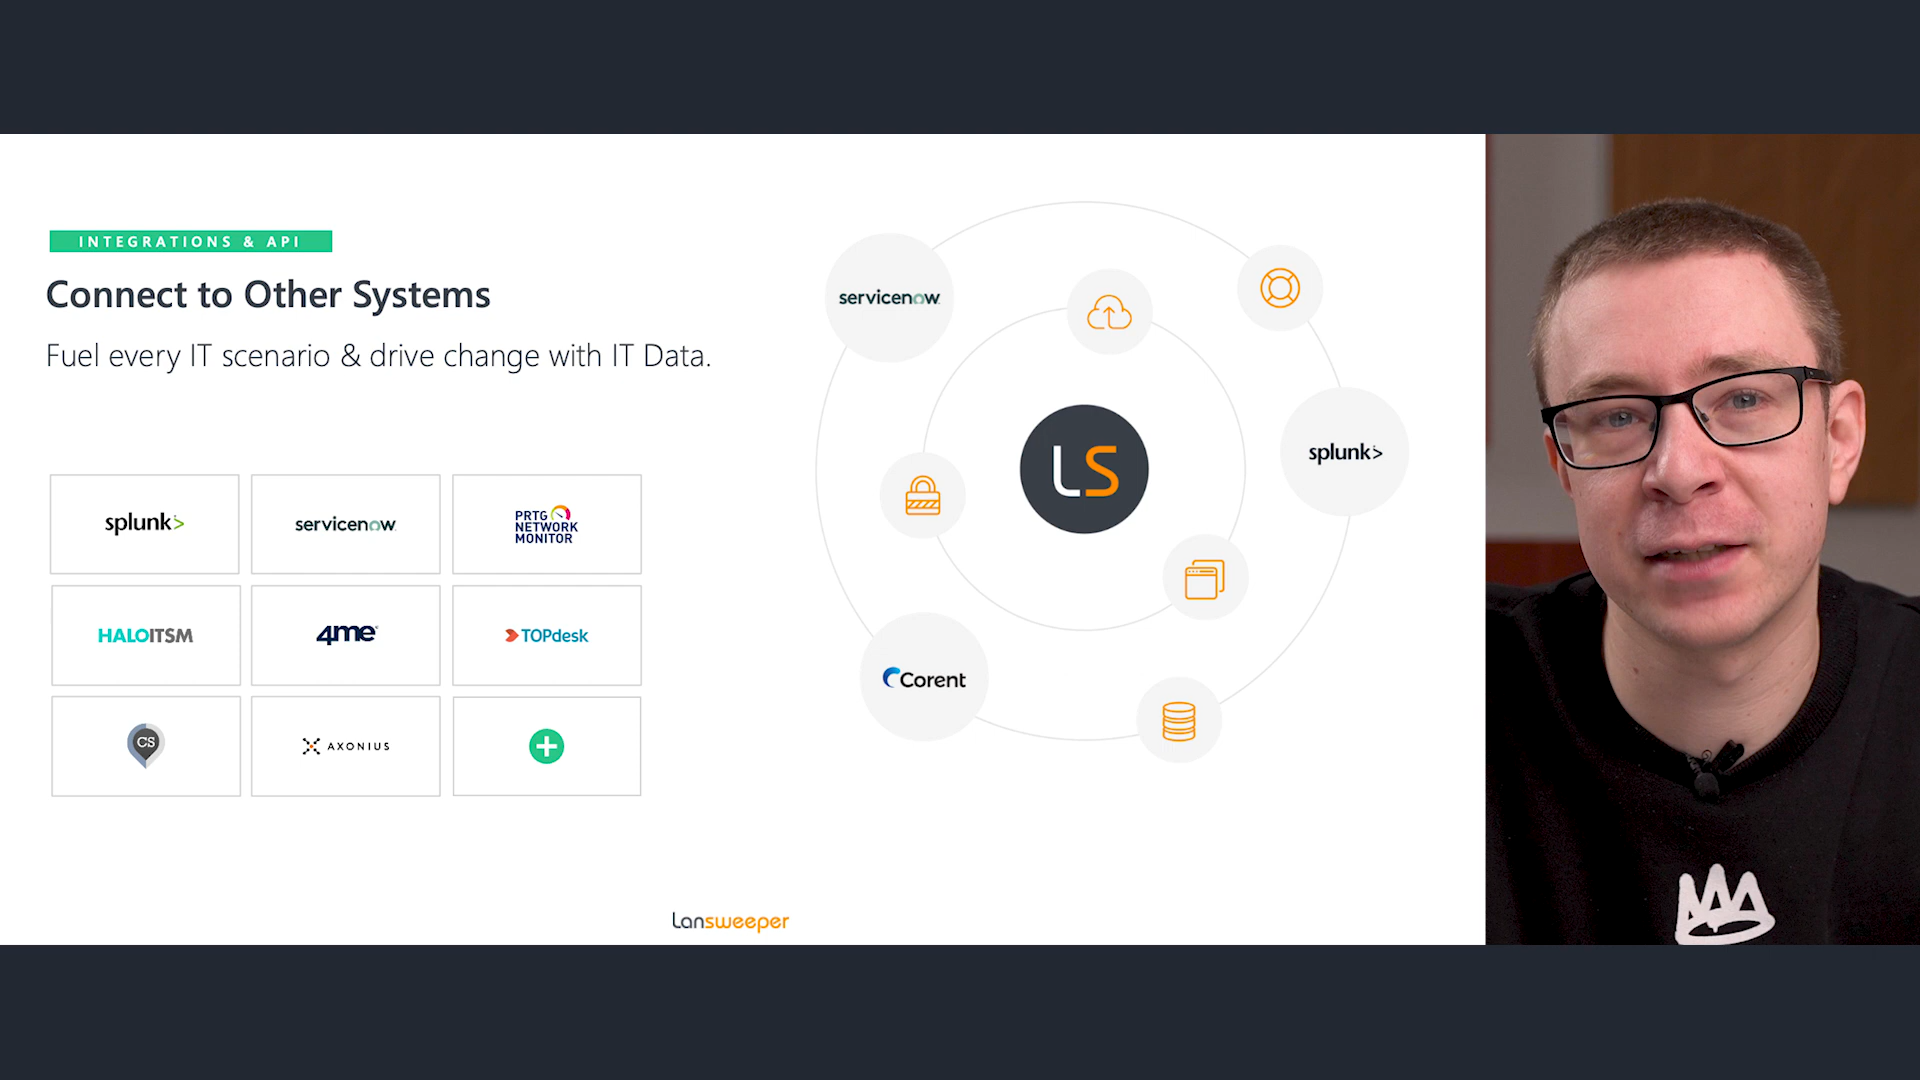 INTEGRATIONS & API
Connect to Other Systems
Fuel every IT scenario & drive change with IT Data.
splunk>
servicenow
PRTG
NETWORK
MONITOR
HALOITSM
4me
TOPdesk
CS
AXONIUS
servicenow
LS
splunk>
Corent
Lansweeper